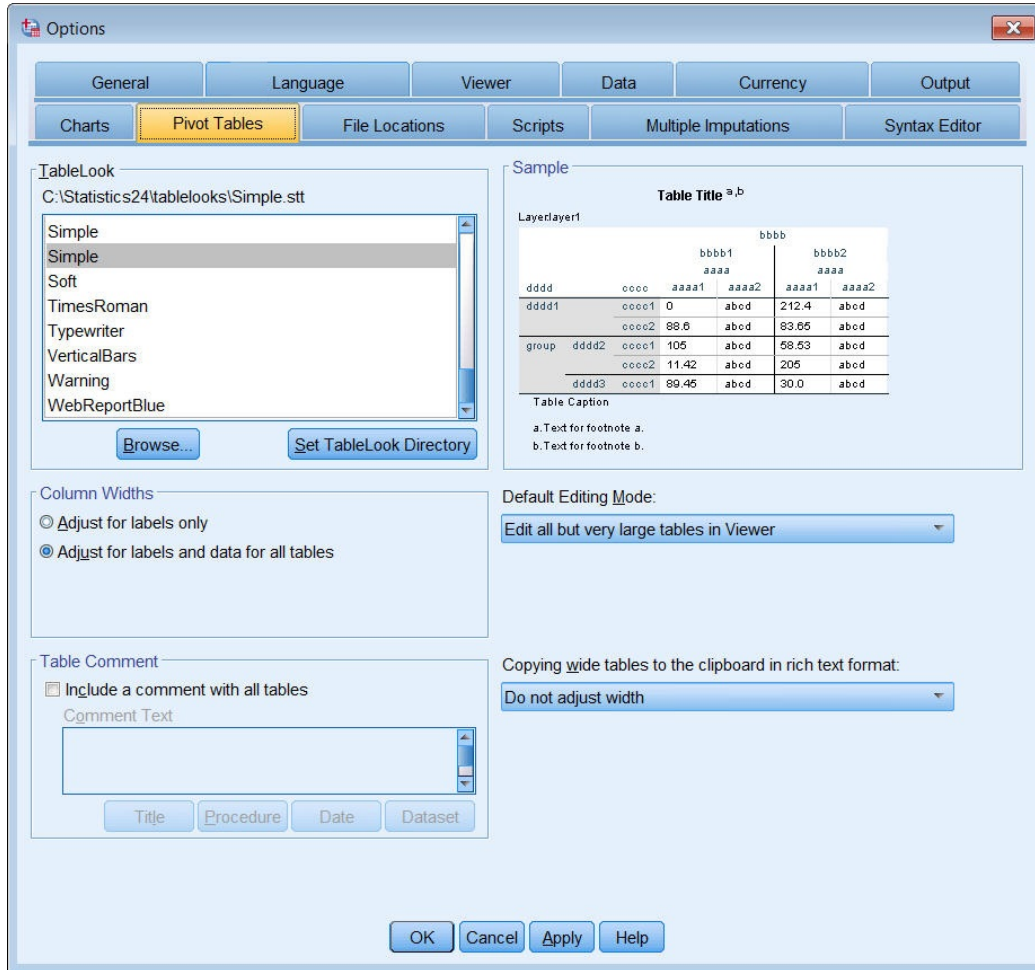 Options
General Language Viewer Data Currency Output
Charts Pivot Tables File Locations Scripts Multiple Imputations Syntax Editor
TableLook
C:\Statistics24\tablelooks\Simple.stt
Simple
Simple
Soft
TimesRoman
Typewriter
VerticalBars
Warning
WebReportBlue
Browse... Set TableLook Directory
Sample
Table Title a,b
Layer:layer1
bbbb
bbbb1 bbbb2
aaaa aaaa
dddd cccc aaaa1 aaaa2 aaaa1 aaaa2
dddd1 cccc1 0 abcd 212.4 abcd
cccc2 88.6 abcd 83.65 abcd
group dddd2 cccc1 105 abcd 58.53 abcd
cccc2 11.42 abcd 205 abcd
dddd3 cccc1 89.45 abcd 30.0 abcd
Table Caption
a.Text for footnote a.
b.Text for footnote b.
Column Widths
Adjust for labels only
Adjust for labels and data for all tables
Default Editing Mode:
Edit all but very large tables in Viewer
Table Comment
Include a comment with all tables
Comment Text
Title Procedure Date Dataset
Copying wide tables to the clipboard in rich text format:
Do not adjust width
OK Cancel Apply Help